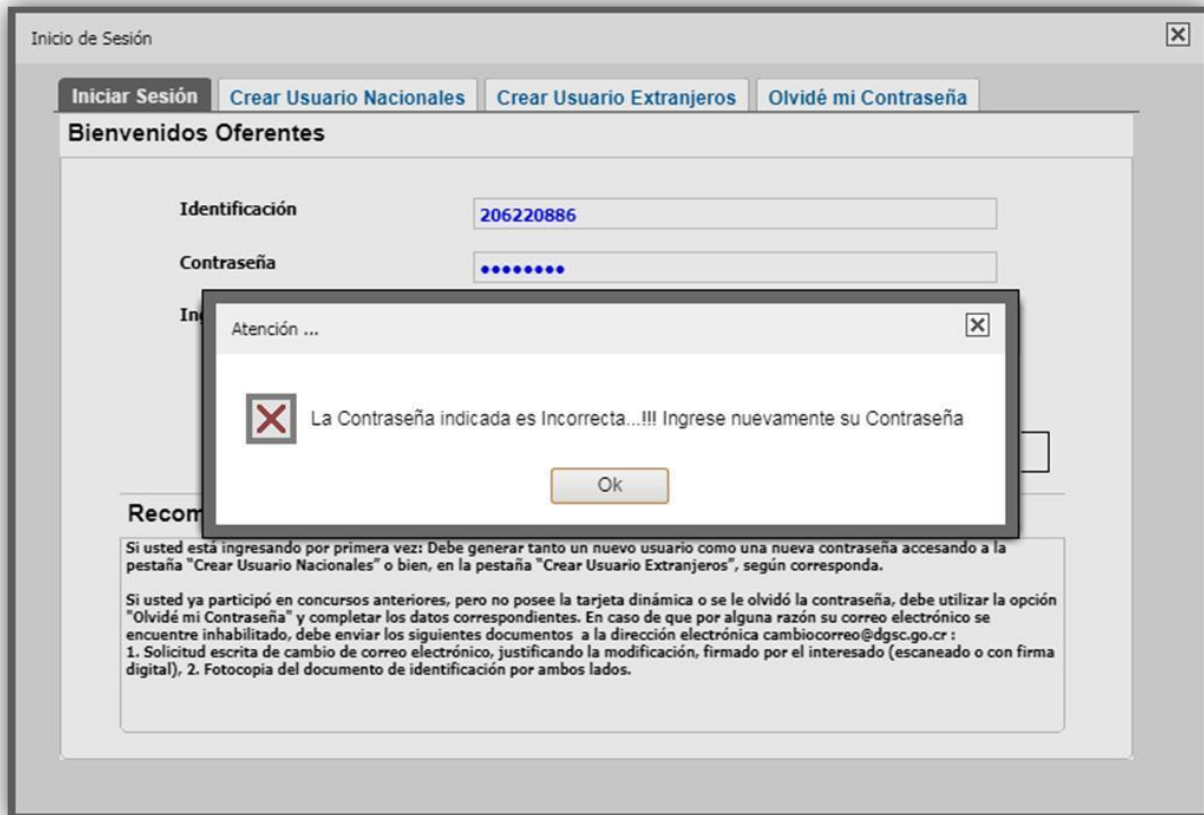 Inicio de Sesión
Iniciar Sesión
Crear Usuario Nacionales
Crear Usuario Extranjeros
Olvidé mi Contraseña
Bienvenidos Oferentes
Identificación
206220886
Contraseña
••••••••
Atención ...
La Contraseña indicada es Incorrecta...!!! Ingrese nuevamente su Contraseña
Ok
Si usted está ingresando por primera vez: Debe generar tanto un nuevo usuario como una nueva contraseña accesando a la
pestaña "Crear Usuario Nacionales" o bien, en la pestaña "Crear Usuario Extranjeros", según corresponda.
Si usted ya participó en concursos anteriores, pero no posee la tarjeta dinámica o se le olvidó la contraseña, debe utilizar la opción
"Olvidé mi Contraseña" y completar los datos correspondientes. En caso de que por alguna razón su correo electrónico se
encuentre inhabilitado, debe enviar los siguientes documentos  a la dirección electrónica cambiocorreo@dgsc.go.cr :
1. Solicitud escrita de cambio de correo electrónico, justificando la modificación, firmado por el interesado (escaneado o con firma
digital), 2. Fotocopia del documento de identificación por ambos lados.